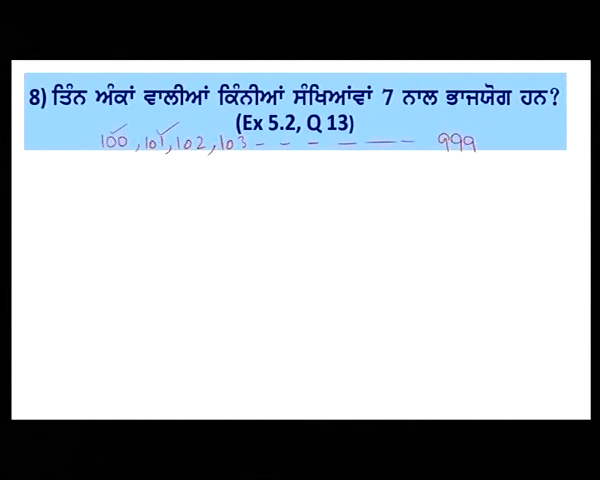 8) ਤਿੰਨ ਅੰਕਾਂ ਵਾਲੀਆਂ ਕਿੰਨੀਆਂ ਸੰਖਿਆਂਵਾਂ 7 ਨਾਲ ਭਾਜਯੋਗ ਹਨ?
(Ex 5.2, Q 13)
100, 101, 102, 103 - - - - - - 999